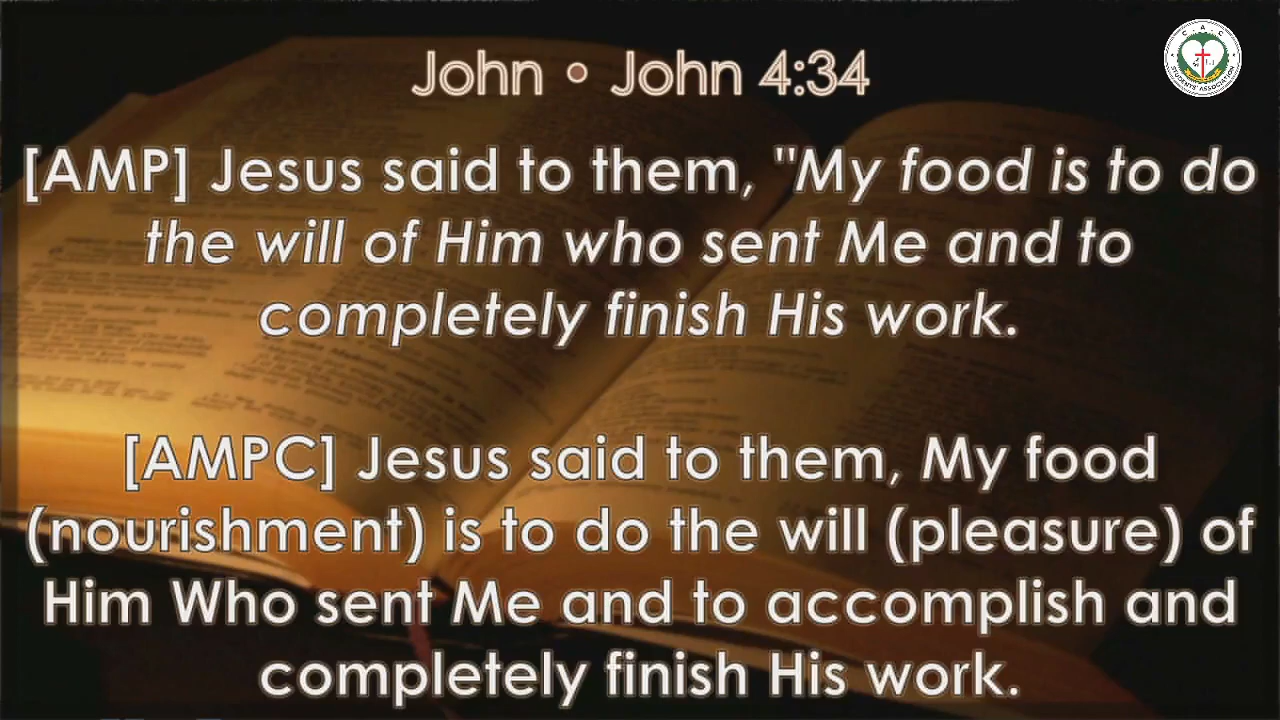 John • John 4:34
C A C
STUDENTS' ASSOCIATION
[AMP] Jesus said to them, "My food is to do
the will of Him who sent Me and to
completely finish His work.
[AMPC] Jesus said to them, My food
(nourishment) is to do the will (pleasure) of
Him Who sent Me and to accomplish and
completely finish His work.